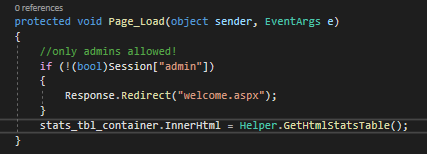 0 references
protected void Page_Load(object sender, EventArgs e)
{
//only admins allowed!
if (!(bool)Session["admin"])
{
Response.Redirect("welcome.aspx");
}
stats_tbl_container.InnerHtml = Helper.GetHtmlStatsTable();
}